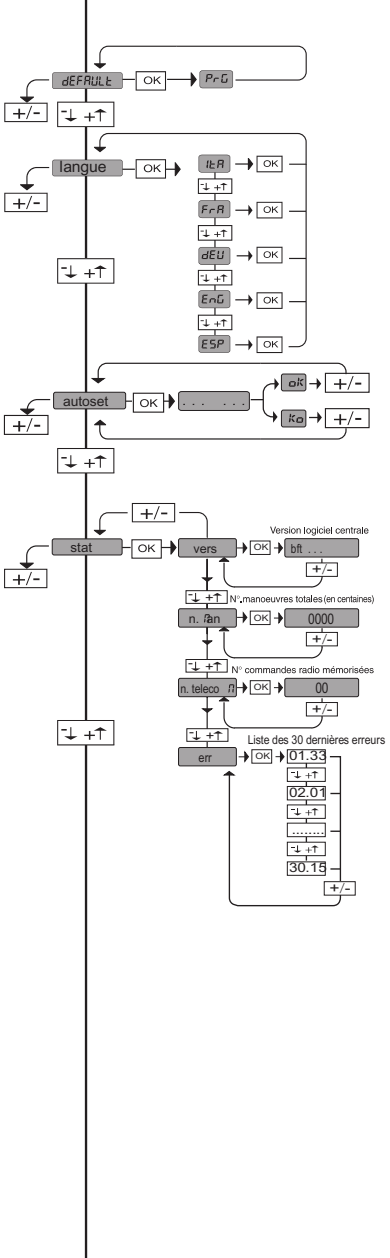 dEFAULt OK PrG
+/- -↓ +↑
langue OK ItA OK
+/- -↓ +↑
FrA OK
-↓ +↑
dEU OK
-↓ +↑ -↓ +↑
EnG OK
-↓ +↑
ESP OK
autoset OK ... ... oK +/-
+/- Ko +/-
-↓ +↑
+/-
Version logiciel centrale
stat OK vers OK bft ...
+/- +/-
-↓ +↑ N° manoeuvres totales (en centaines)
n. Man OK 0000
+/-
-↓ +↑ N° commandes radio mémorisées
n. teleco M OK 00
+/-
-↓ +↑ -↓ +↑
Liste des 30 dernières erreurs
err OK 01.33
-↓ +↑
02.01
-↓ +↑
........
-↓ +↑
30.15
+/-